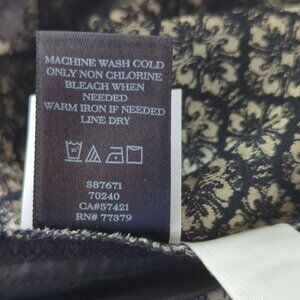 MACHINE WASH COLD
ONLY NON CHLORINE
BLEACH WHEN
NEEDED
WARM IRON IF NEEDED
LINE DRY
387671
70240
CA#57421
RN# 77379